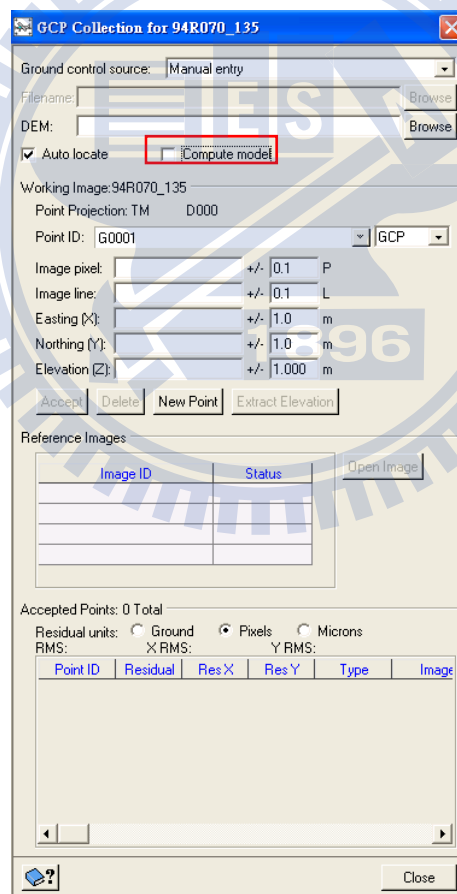 GCP Collection for 94R070_135
Ground control source: Manual entry
Filename: Browse
DEM: Browse
Auto locate Compute model
Working Image:94R070_135
Point Projection: TM D000
Point ID: G0001 GCP
Image pixel: +/- 0.1 P
Image line: +/- 0.1 L
Easting (X): +/- 1.0 m
Northing (Y): +/- 1.0 m
Elevation (Z): +/- 1.000 m
Accept Delete New Point Extract Elevation
Reference Images
Image ID Status Open Image
Accepted Points: 0 Total
Residual units: Ground Pixels Microns
RMS: X RMS: Y RMS:
Point ID Residual Res X Res Y Type Image
Close
ES
1896